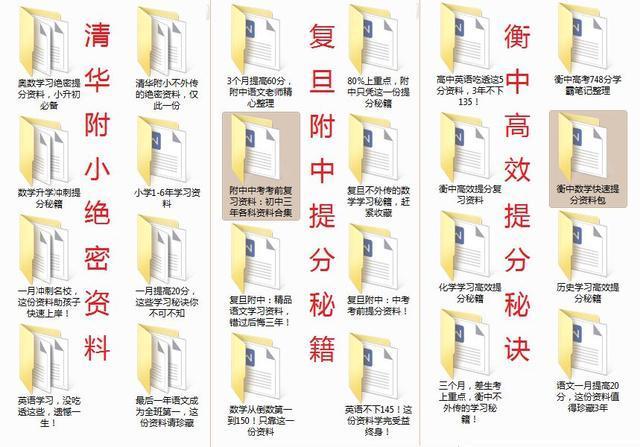 清华附小绝密资料
奥数学习绝密提
分资料，小升初
必备
清华附小不外传
的绝密资料，仅
此一份
数学升学冲刺提
分秘籍
小学1-6年学习资
料
一月冲刺名校，
这份资料助孩子
快速上岸！
一月提高20分，
这些学习秘诀你
不可不知
英语学习，没吃
透这些，遗憾一
生！
最后一年语文成
为全班第一，这
份资料请珍藏
复旦附中提分秘籍
3个月提高60分，
附中语文老师精
心整理
80%上重点，附
中只凭这一份提
分秘籍
附中中考考前复
习资料：初中三
年各科资料合集
复旦不外传的数
学学习秘籍，赶
紧收藏
复旦附中：精品
语文学习资料，
错过后悔三年！
复旦附中：中考
考前提分资料！
数学从倒数第一
到150！只靠这一
份资料
英语不下145！这
份资料学完受益
终身！
衡中高效提分秘诀
高中英语吃透这5
分资料，3年不下
135！
衡中高考748分学
霸笔记整理
衡中高效提分复
习资料
衡中数学快速提
分资料包
化学学习高效提
分秘籍
历史学习高效提
分秘籍
三个月，差生考
上重点，衡中不
外传的学习秘
籍！
语文一月提高20
分，这份资料值
得珍藏3年